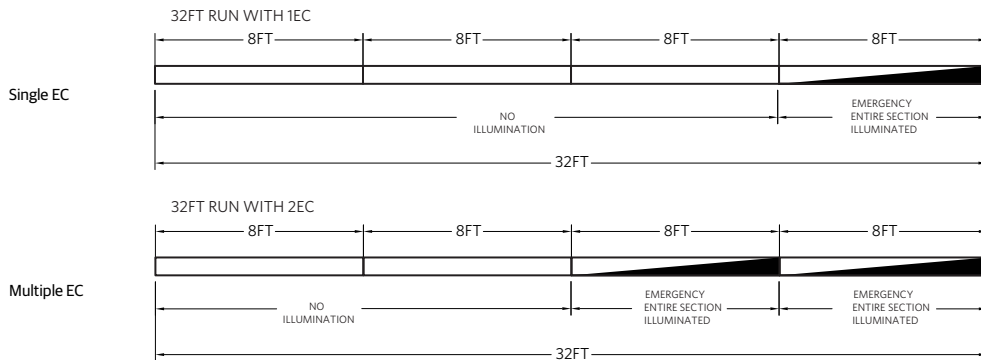 32FT RUN WITH 1EC
8FT 8FT 8FT 8FT
Single EC
NO
ILLUMINATION
EMERGENCY
ENTIRE SECTION
ILLUMINATED
32FT
32FT RUN WITH 2EC
8FT 8FT 8FT 8FT
Multiple EC
NO
ILLUMINATION
EMERGENCY
ENTIRE SECTION
ILLUMINATED
EMERGENCY
ENTIRE SECTION
ILLUMINATED
32FT